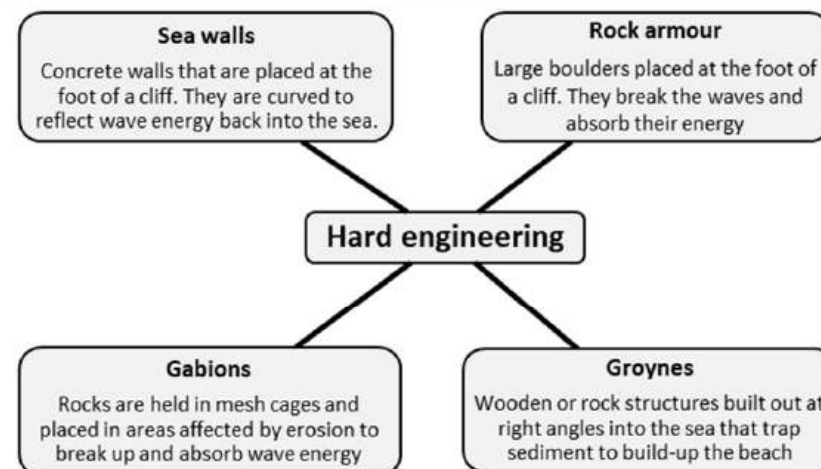 Sea walls
Concrete walls that are placed at the
foot of a cliff. They are curved to
reflect wave energy back into the sea.
Rock armour
Large boulders placed at the foot of
a cliff. They break the waves and
absorb their energy
Hard engineering
Gabions
Rocks are held in mesh cages and
placed in areas affected by erosion to
break up and absorb wave energy
Groynes
Wooden or rock structures built out at
right angles into the sea that trap
sediment to build-up the beach